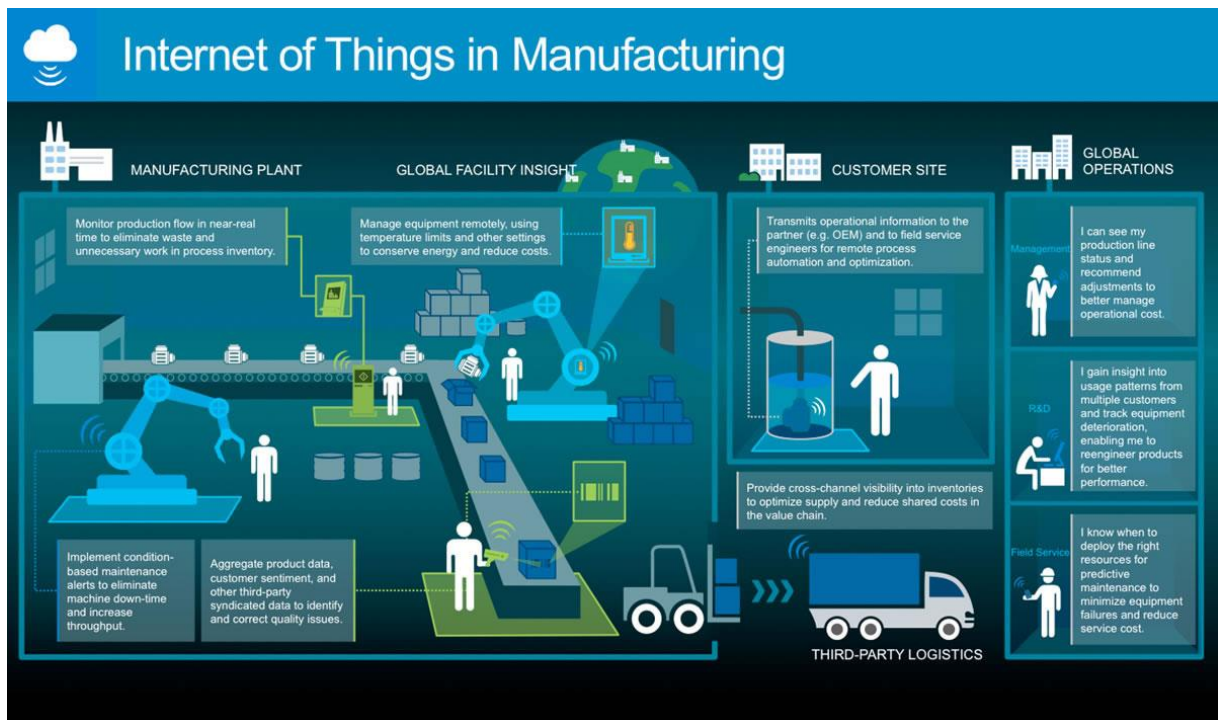 Internet of Things in Manufacturing
MANUFACTURING PLANT
GLOBAL FACILITY INSIGHT
Monitor production flow in near-real
time to eliminate waste and
unnecessary work in process inventory.
Manage equipment remotely, using
temperature limits and other settings
to conserve energy and reduce costs.
Implement condition-
based maintenance
alerts to eliminate
machine down-time
and increase
throughput.
Aggregate product data,
customer sentiment, and
other third-party
syndicated data to identify
and correct quality issues.
CUSTOMER SITE
Transmits operational information to the
partner (e.g. OEM) and to field service
engineers for remote process
automation and optimization.
Provide cross-channel visibility into inventories
to optimize supply and reduce shared costs in
the value chain.
THIRD-PARTY LOGISTICS
GLOBAL
OPERATIONS
Management
I can see my
production line
status and
recommend
adjustments to
better manage
operational cost.
R&D
I gain insight into
usage patterns from
multiple customers
and track equipment
deterioration,
enabling me to
reengineer products
for better
performance.
Field Service
I know when to
deploy the right
resources for
predictive
maintenance to
minimize equipment
failures and reduce
service cost.